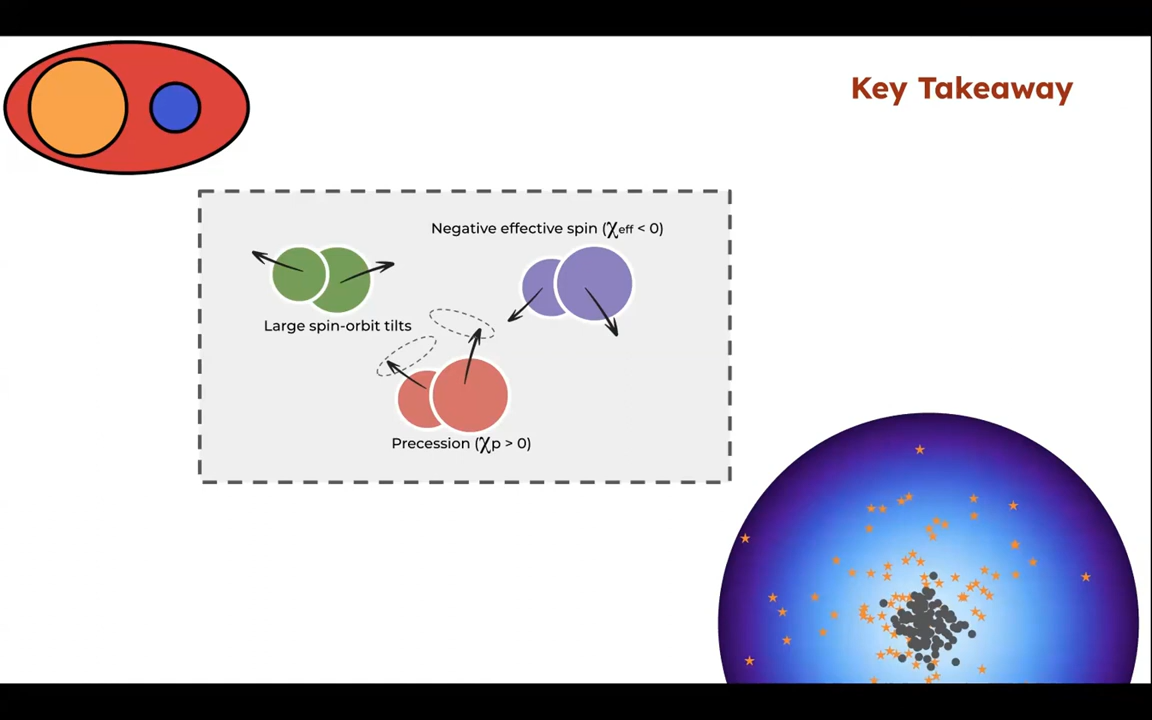 Key Takeaway
Negative effective spin (χeff < 0)
Large spin-orbit tilts
Precession (χp > 0)